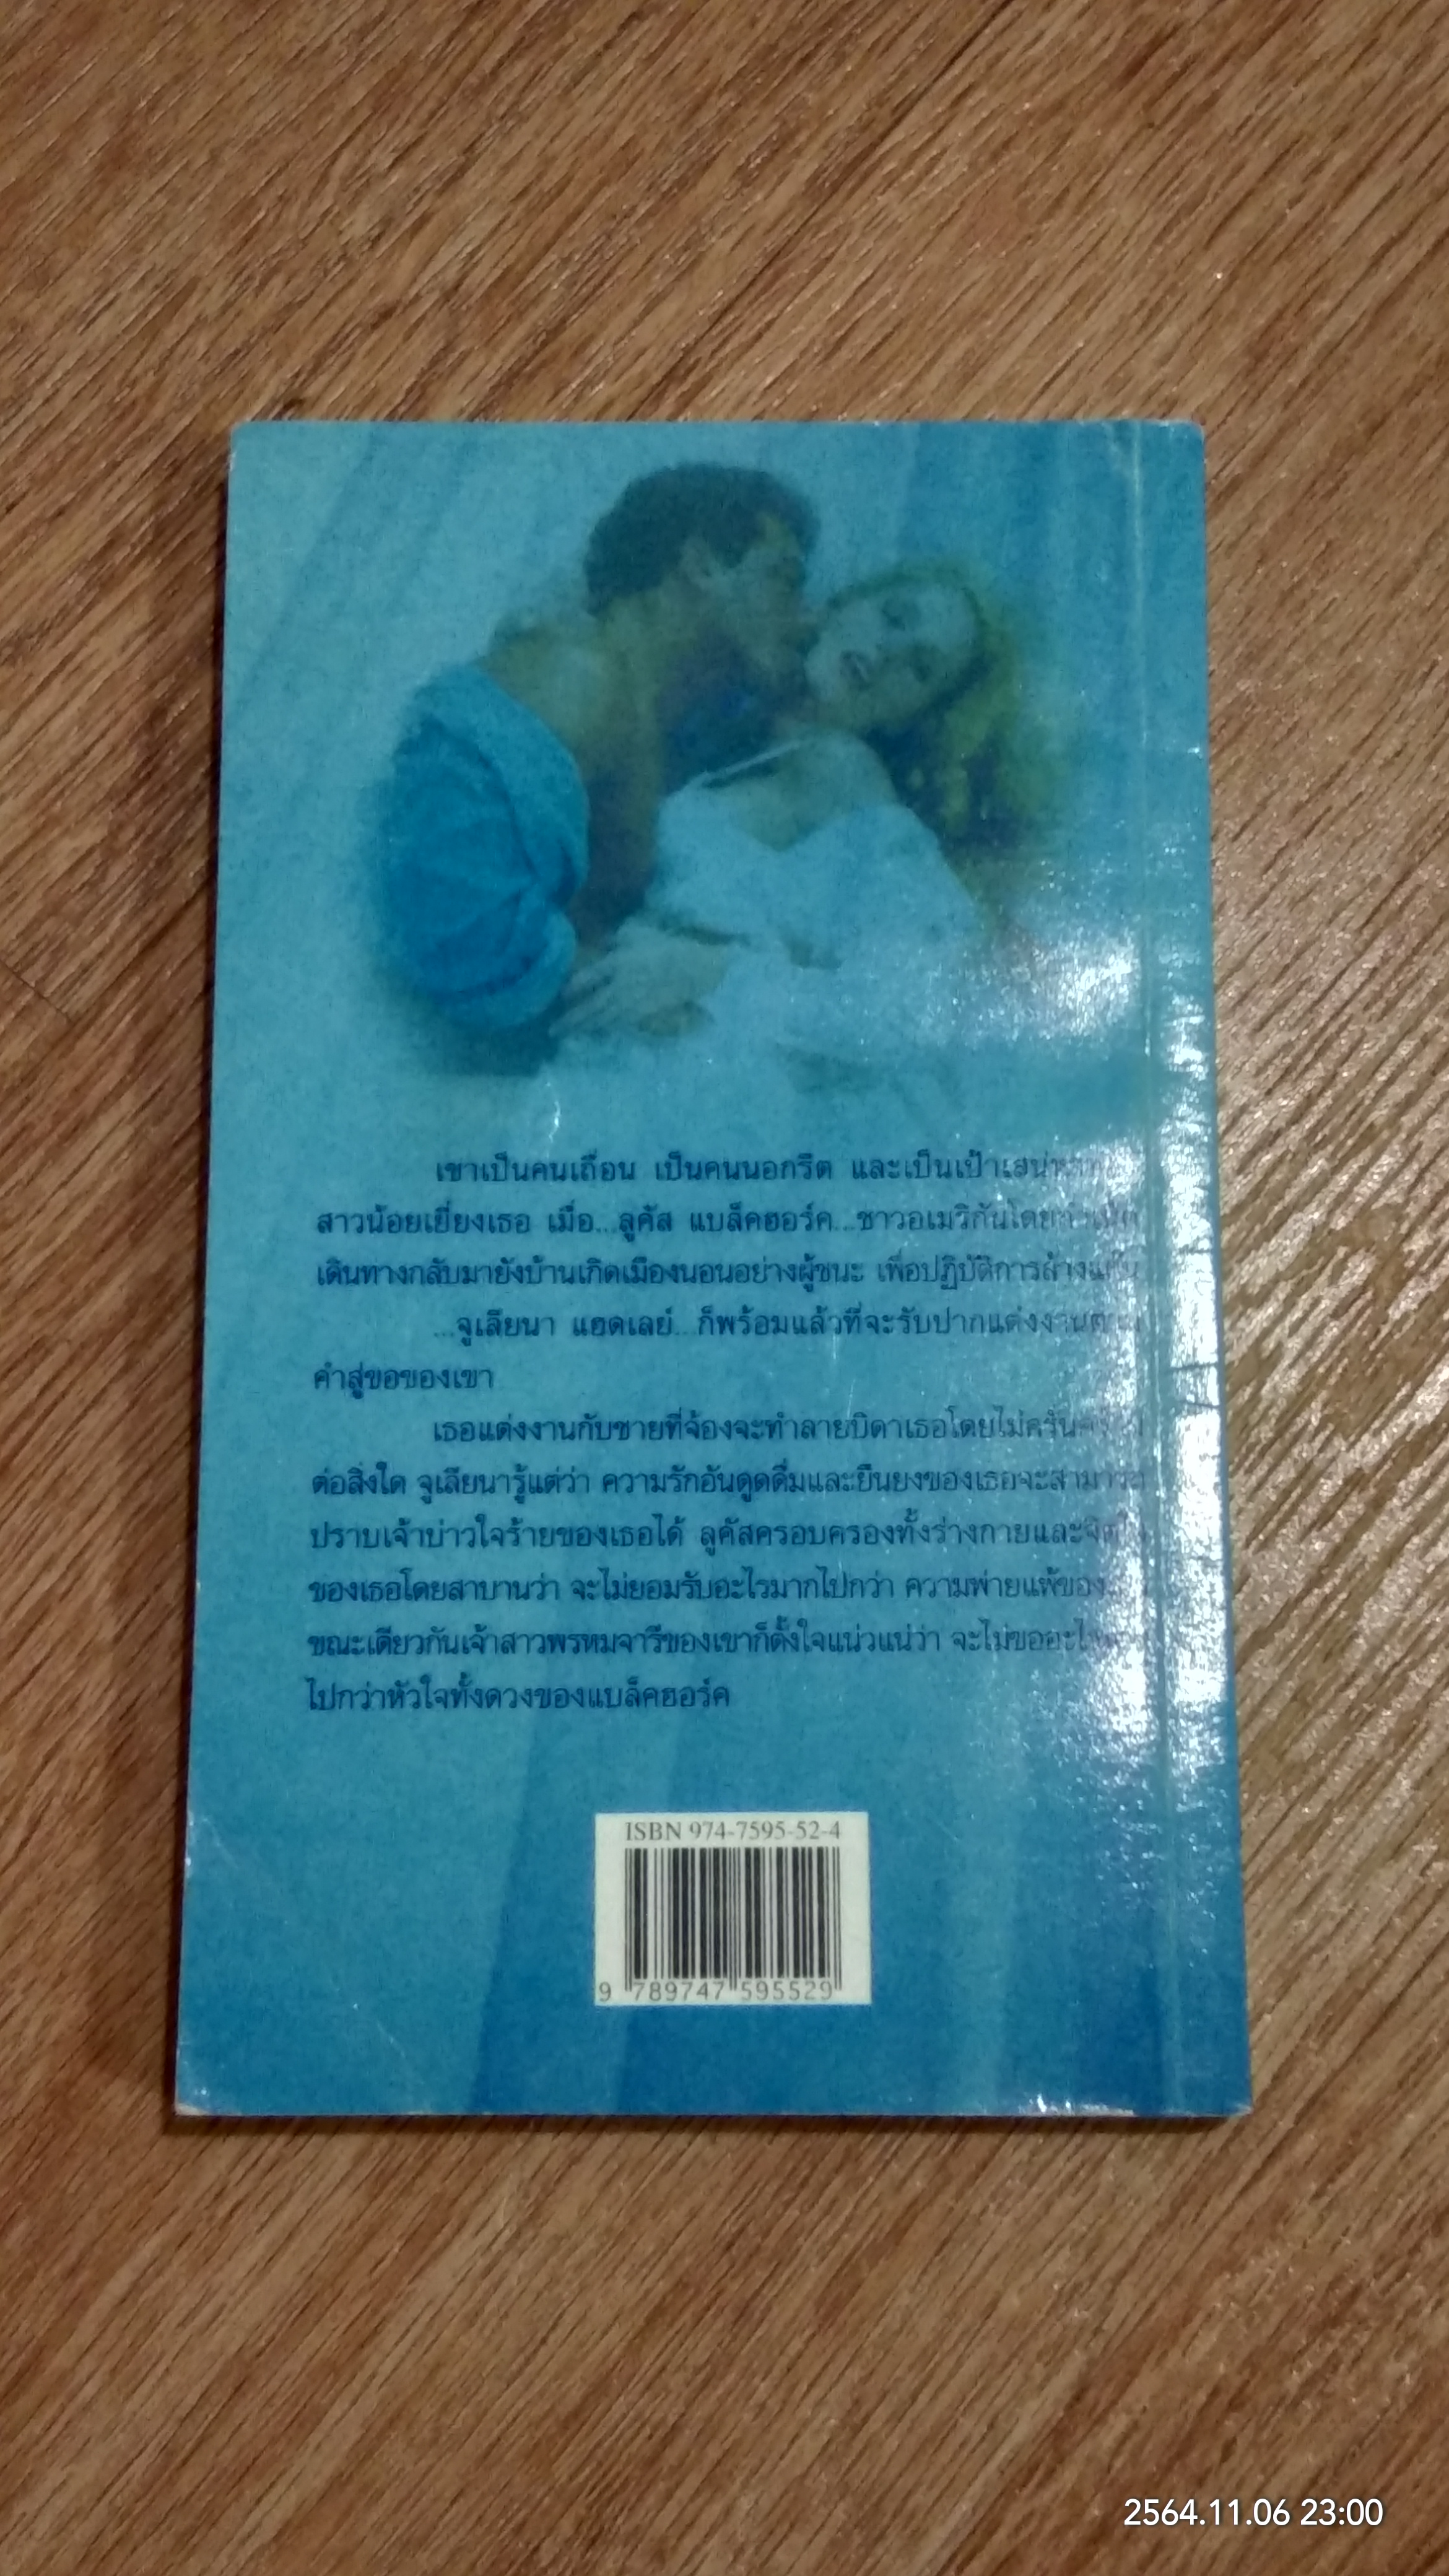 เขาเป็นคนเถื่อน เป็นคนนอกรีต และเป็นเป้าเสน่หา
สาวน้อยเยี่ยงเธอ เมื่อ...ลูคัส แบล็คฮอร์ค...ชาวอเมริกันโดยกำเนิด
เดินทางกลับมายังบ้านเกิดเมืองนอนอย่างผู้ชนะ เพื่อปฏิบัติการล้างแค้น
...จูเลียนา แฮดเลย์...ก็พร้อมแล้วที่จะรับปากแต่งงานตาม
คำสู่ขอของเขา
เธอแต่งงานกับชายที่จ้องจะทำลายบิดาเธอโดยไม่ครั่นคร้าม
ต่อสิ่งใด จูเลียนารู้แต่ว่า ความรักอันดูดดื่มและยืนยงของเธอจะสามารถ
ปราบเจ้าบ่าวใจร้ายของเธอได้ ลูคัสครอบครองทั้งร่างกายและจิตใจ
ของเธอโดยสาบานว่า จะไม่ยอมรับอะไรมากไปกว่า ความพ่ายแพ้ของ
ขณะเดียวกันเจ้าสาวพรหมจารีของเขาก็ตั้งใจแน่วแน่ว่า จะไม่ขออะไร
ไปกว่าหัวใจทั้งดวงของแบล็คฮอร์ค
ISBN 974-7595-52-4
9 789747 595529
2564.11.06 23:00